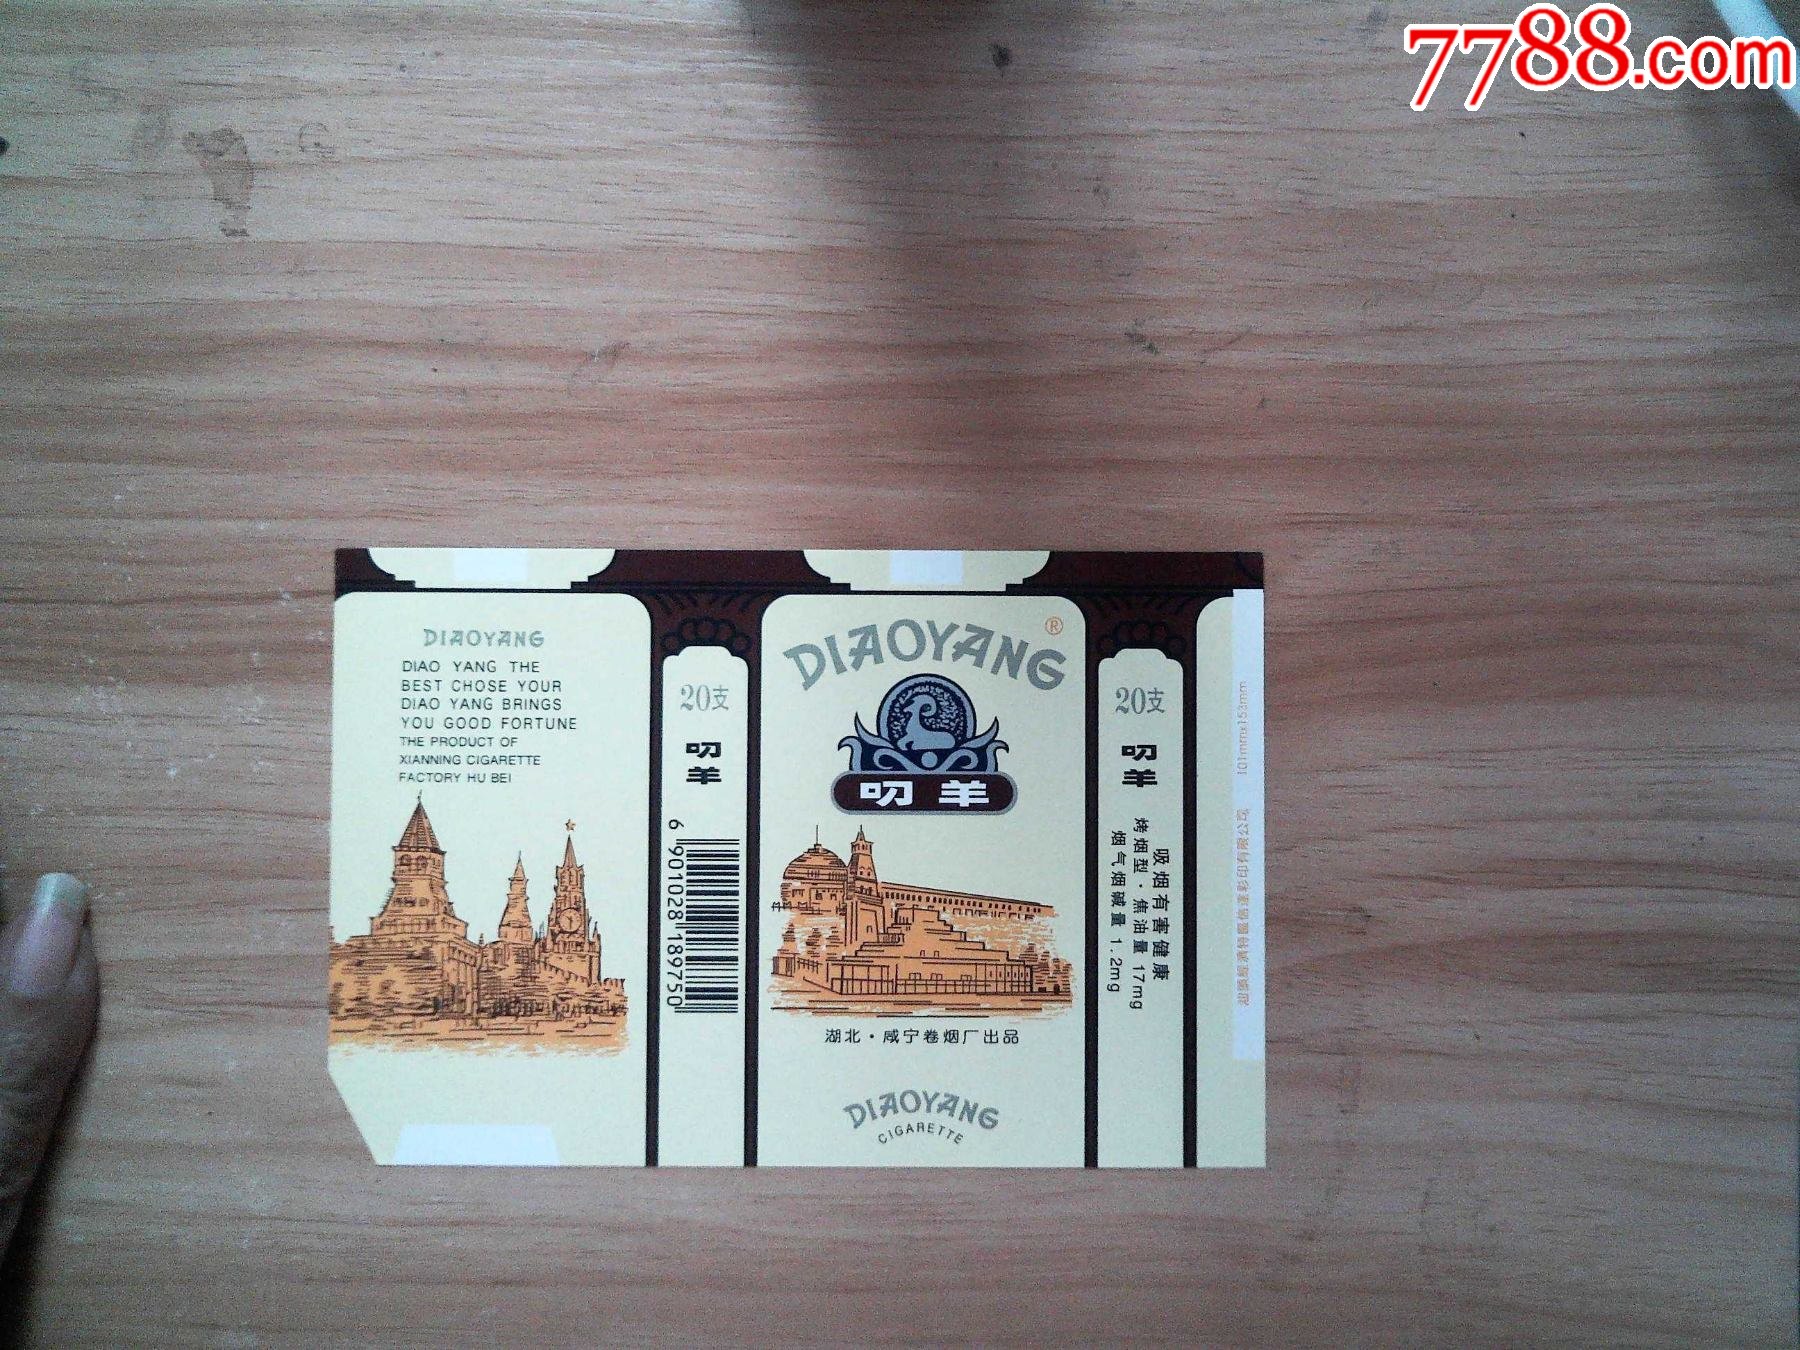 7788.com
DIAOYANG
DIAO YANG THE
BEST CHOSE YOUR
DIAO YANG BRINGS
YOU GOOD FORTUNE
THE PRODUCT OF
XIANNING CIGARETTE
FACTORY HU BEI
20支
叼羊
6 901028 189750
DIAOYANG
®
叼羊
湖北·咸宁卷烟厂出品
DIAOYANG
CIGARETTE
20支
叼羊
吸烟有害健康
烤烟型·焦油量 17mg
烟气烟碱量 1.2mg
101mm×153mm